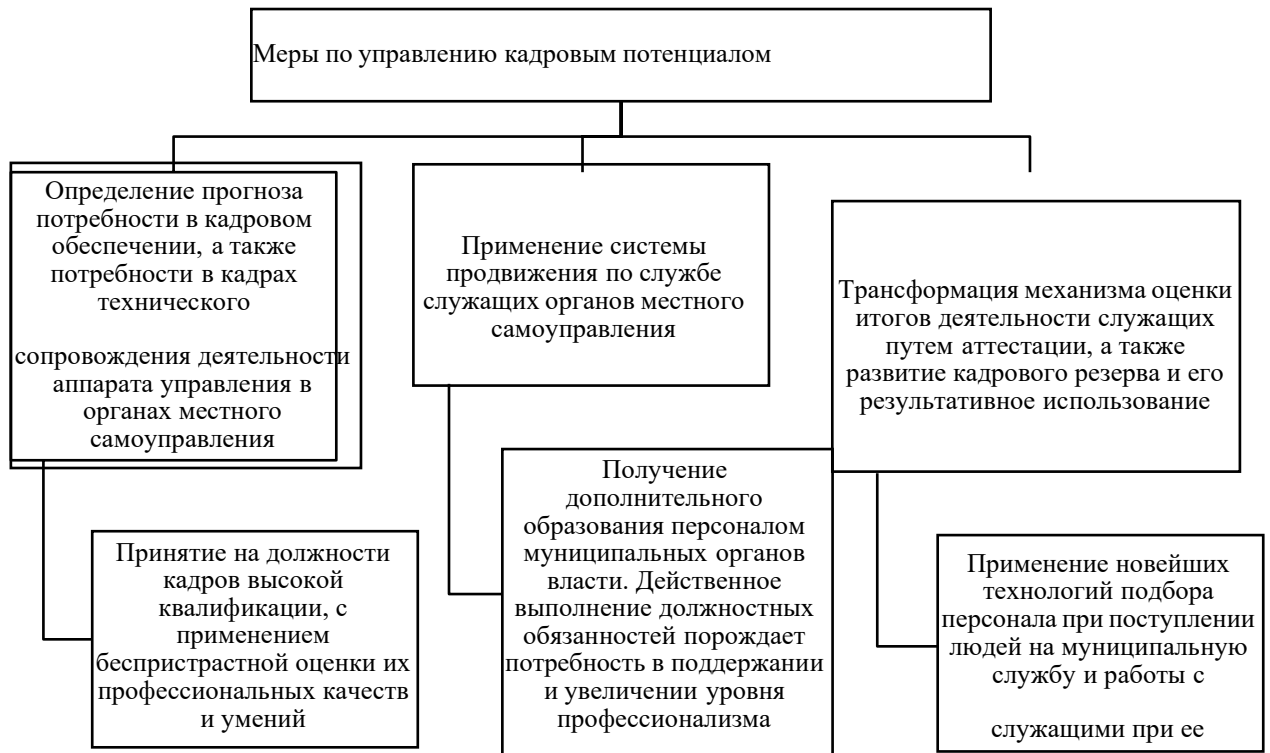 Меры по управлению кадровым потенциалом
Определение прогноза
потребности в кадровом
обеспечении, а также
потребности в кадрах
технического
сопровождения деятельности
аппарата управления в
органах местного
самоуправления
Применение системы
продвижения по службе
служащих органов местного
самоуправления
Трансформация механизма оценки
итогов деятельности служащих
путем аттестации, а также
развитие кадрового резерва и его
результативное использование
Принятие на должности
кадров высокой
квалификации, с
применением
беспристрастной оценки их
профессиональных качеств
и умений
Получение
дополнительного
образования персоналом
муниципальных органов
власти. Действенное
выполнение должностных
обязанностей порождает
потребность в поддержании
и увеличении уровня
профессионализма
Применение новейших
технологий подбора
персонала при поступлении
людей на муниципальную
службу и работы с
служащими при ее